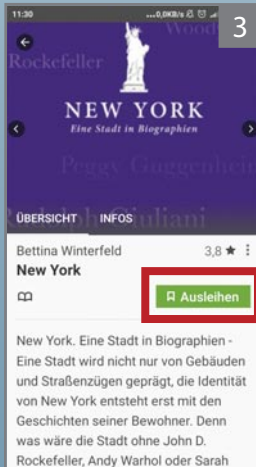 11:30
...0,0KB/s
3
Wood
Rockefeller
NEW YORK
Eine Stadt in Biographien
Peggy Guggenheim
Rudolph Giuliani
ÜBERSICHT INFOS
Bettina Winterfeld 3,8 ★
New York
Ausleihen
New York. Eine Stadt in Biographien -
Eine Stadt wird nicht nur von Gebäuden
und Straßenzügen geprägt, die Identität
von New York entsteht erst mit den
Geschichten seiner Bewohner. Denn
was wäre die Stadt ohne John D.
Rockefeller, Andy Warhol oder Sarah